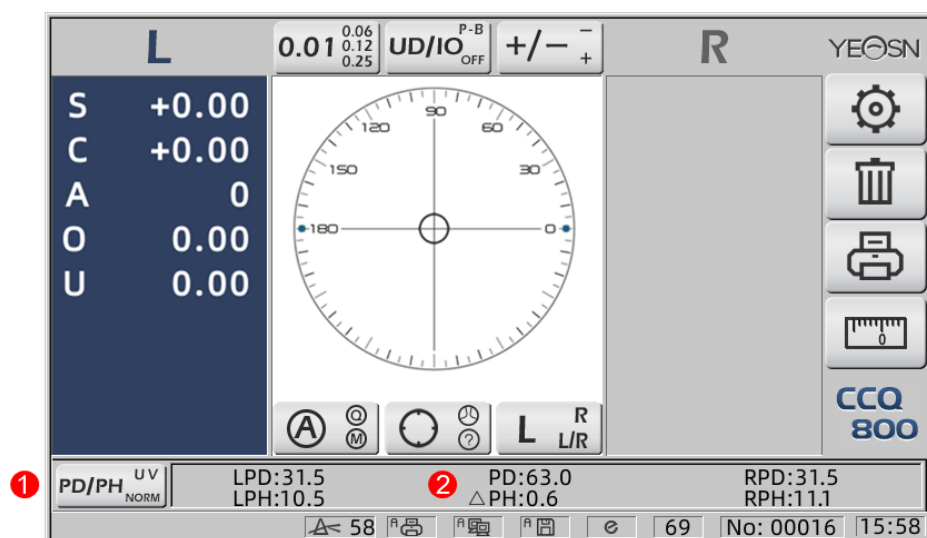 L
0.01 0.06 0.12 0.25
UD/IO P-B OFF
+/− − +
R
YEOSN
S +0.00
C +0.00
A 0
O 0.00
U 0.00
90
120
60
150
30
180
0
0
A Q M
?
L R L/R
CCQ
800
1
PD/PH UV NORM
LPD:31.5
LPH:10.5
2
PD:63.0
△PH:0.6
RPD:31.5
RPH:11.1
A< 58
A
A
A
e
69
No: 00016
15:58